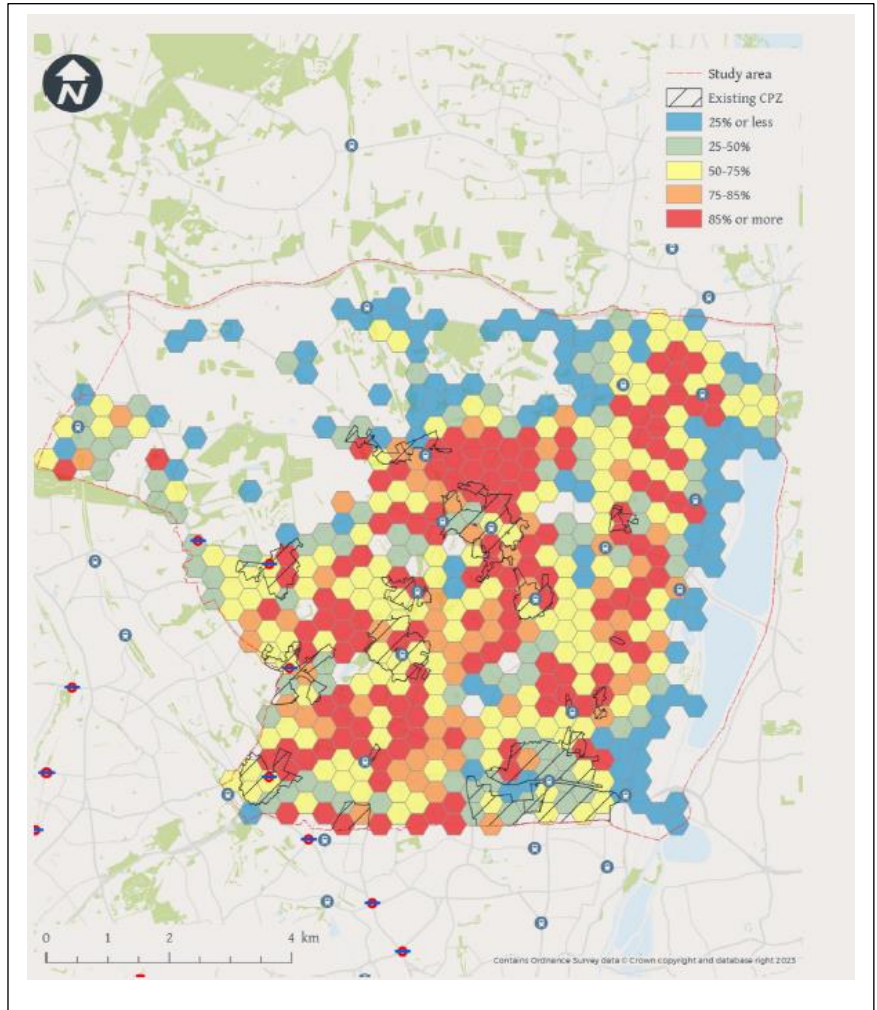 N
Study area
Existing CPZ
25% or less
25-50%
50-75%
75-85%
85% or more
0 1 2 4 km
Contains Ordnance Survey data © Crown copyright and database right 2023